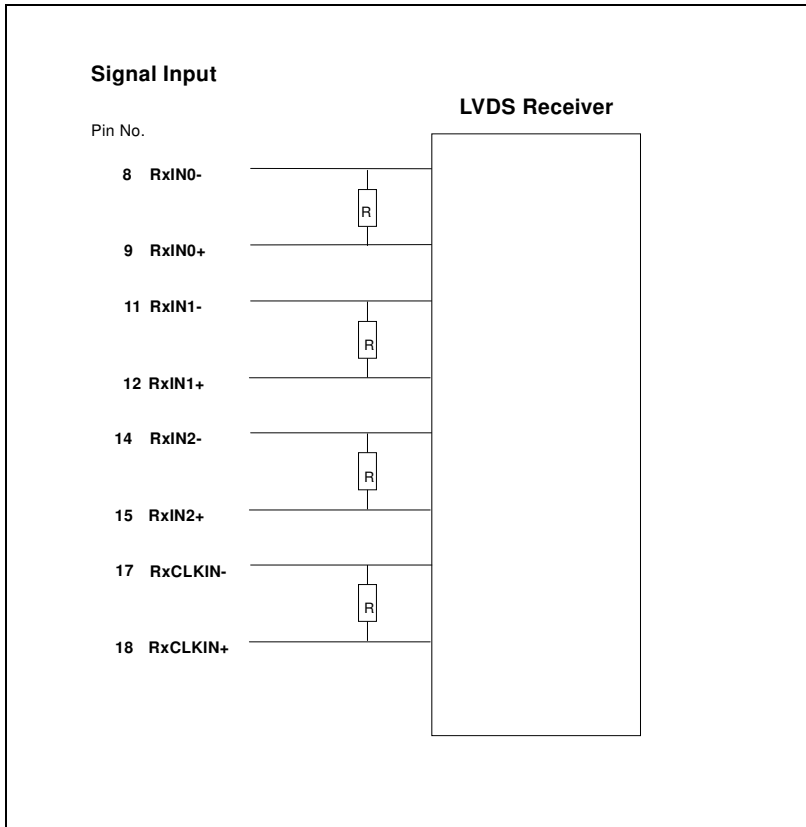 Signal Input
LVDS Receiver
Pin No.
8 RxIN0-
R
9 RxIN0+
11 RxIN1-
R
12 RxIN1+
14 RxIN2-
R
15 RxIN2+
17 RxCLKIN-
R
18 RxCLKIN+